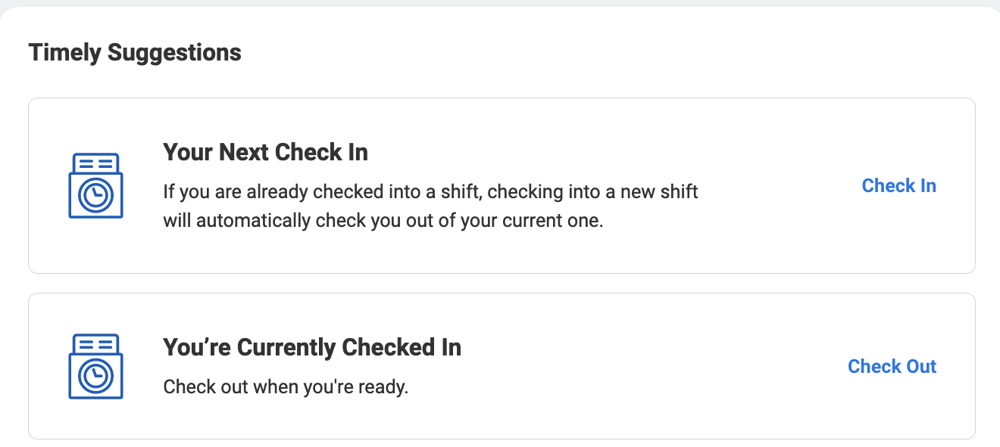 Timely Suggestions
Your Next Check In
If you are already checked into a shift, checking into a new shift
will automatically check you out of your current one.
Check In
You’re Currently Checked In
Check out when you're ready.
Check Out